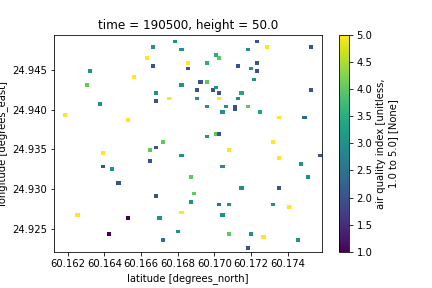 time = 190500, height = 50.0
longitude [degrees_east]
24.945
24.940
24.935
24.930
24.925
60.162 60.164 60.166 60.168 60.170 60.172 60.174
latitude [degrees_north]
5.0
4.5
4.0
3.5
3.0
2.5
2.0
1.5
1.0
air quality index [unitless,
1.0 to 5.0] [None]